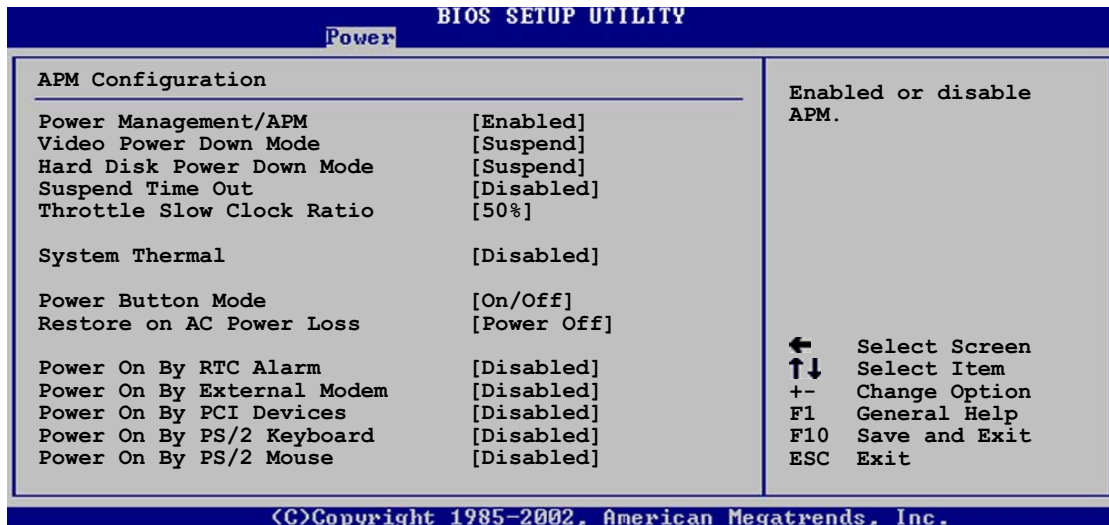 BIOS SETUP UTILITY
Power
APM Configuration
Power Management/APM [Enabled]
Video Power Down Mode [Suspend]
Hard Disk Power Down Mode [Suspend]
Suspend Time Out [Disabled]
Throttle Slow Clock Ratio [50%]
System Thermal [Disabled]
Power Button Mode [On/Off]
Restore on AC Power Loss [Power Off]
Power On By RTC Alarm [Disabled]
Power On By External Modem [Disabled]
Power On By PCI Devices [Disabled]
Power On By PS/2 Keyboard [Disabled]
Power On By PS/2 Mouse [Disabled]
Enabled or disable
APM.
← Select Screen
↑↓ Select Item
+- Change Option
F1 General Help
F10 Save and Exit
ESC Exit
(C)Copyright 1985-2002, American Megatrends, Inc.